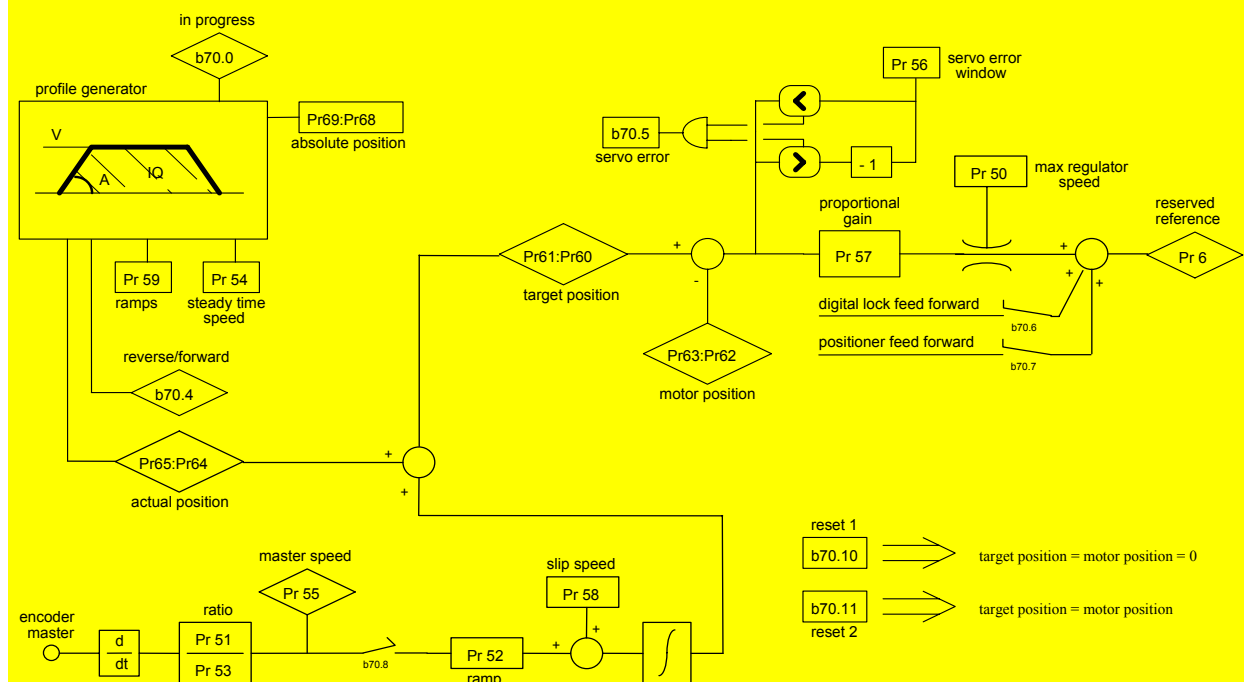 in progress
b70.0
profile generator
V
A
IQ
Pr69:Pr68
absolute position
Pr 59
ramps
Pr 54
steady time
speed
reverse/forward
b70.4
Pr65:Pr64
actual position
+
+
Pr61:Pr60
target position
+
-
Pr63:Pr62
motor position
b70.5
servo error
<
>
- 1
Pr 56
servo error
window
proportional
gain
Pr 57
Pr 50
max regulator
speed
+
+
+
reserved
reference
Pr 6
digital lock feed forward
b70.6
positioner feed forward
b70.7
encoder
master
d
dt
ratio
Pr 51
Pr 53
master speed
Pr 55
b70.8
Pr 52
ramp
slip speed
Pr 58
+
+
∫
reset 1
b70.10
target position = motor position = 0
b70.11
reset 2
target position = motor position